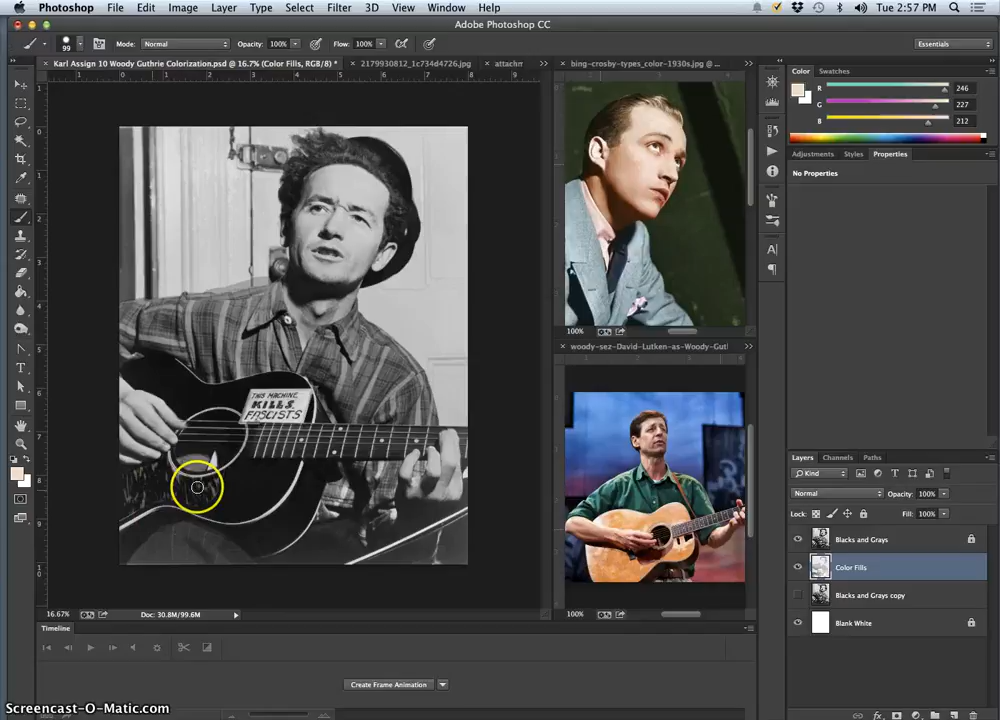 Photoshop File Edit Image Layer Type Select Filter 3D View Window Help Tue 2:57 PM
Adobe Photoshop CC
99 Mode: Normal Opacity: 100% Flow: 100% Essentials
Karl Assign 10 Woody Guthrie Colorization.psd @ 16.7% (Color Fills, RGB/8) * 2179930812_1c734d4726.jpg attachr bing-crosby-types_color-1930s.jpg @ ...
Color Swatches
R 246
G 227
B 212
Adjustments Styles Properties
No Properties
THIS MACHINE
KILLS
FASCISTS
100%
woody-sez-David-Lutken-as-Woody-Gut
Layers Channels Paths
Kind
Normal Opacity: 100%
Lock: Fill: 100%
Blacks and Grays
Color Fills
Blacks and Grays copy
Blank White
16.67% Doc: 30.8M/99.6M 100%
Timeline
Create Frame Animation
Screencast-O-Matic.com